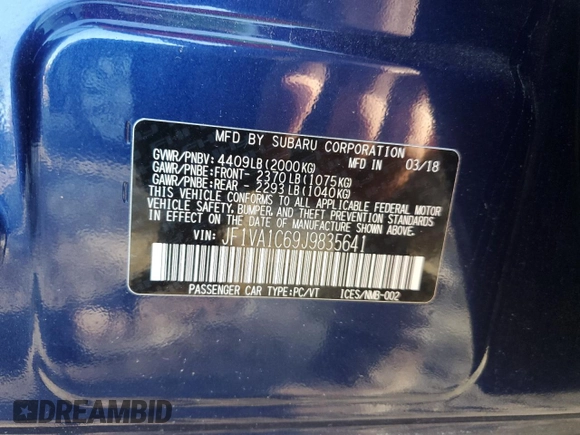 MFD BY SUBARU CORPORATION
GVWR/PNBV: 4409LB(2000KG) MFD IN 03/18
GAWR/PNBE:FRONT- 2370LB(1075KG)
GAWR/PNBE:REAR - 2293LB(1040KG)
THIS VEHICLE CONFORMS TO ALL APPLICABLE FEDERAL MOTOR
VEHICLE SAFETY, BUMPER, AND THEFT PREVENTION STANDARDS
IN EFFECT ON THE DATE OF MANUFACTURE SHOWN ABOVE.
VIN: JF1VA1C69J9835641
PASSENGER CAR TYPE:PC/VT ICES/NMB-002
DREAMBID